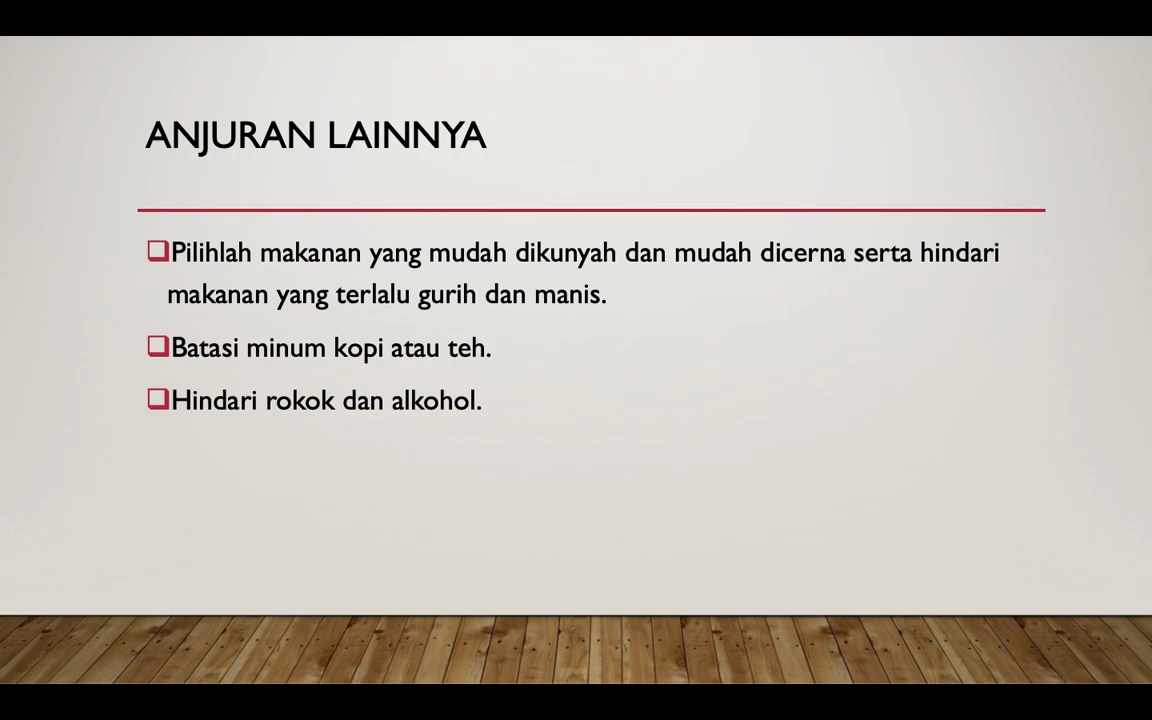 ANJURAN LAINNYA
❑Pilihlah makanan yang mudah dikunyah dan mudah dicerna serta hindari
makanan yang terlalu gurih dan manis.
❑Batasi minum kopi atau teh.
❑Hindari rokok dan alkohol.